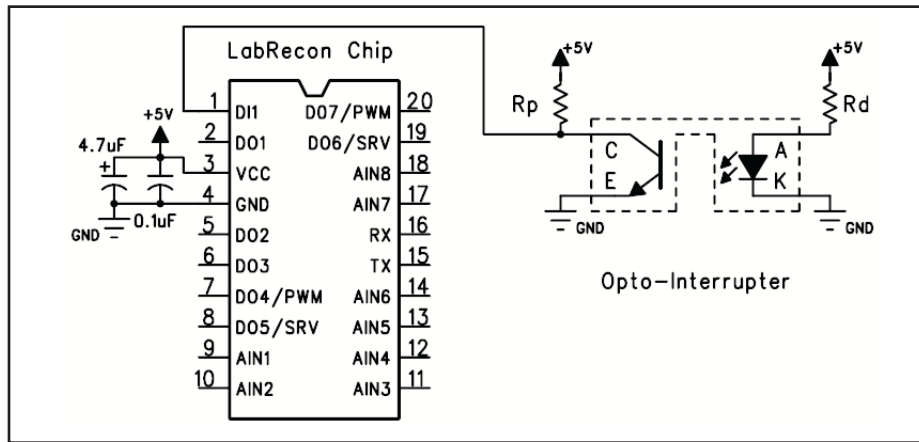 LabRecon Chip
+5V
4.7uF
+
0.1uF
GND
1 DI1
2 DO1
3 VCC
4 GND
5 DO2
6 DO3
7 DO4/PWM
8 DO5/SRV
9 AIN1
10 AIN2
DO7/PWM 20
DO6/SRV 19
AIN8 18
AIN7 17
RX 16
TX 15
AIN6 14
AIN5 13
AIN4 12
AIN3 11
+5V
Rp
C
E
GND
+5V
Rd
A
K
GND
Opto-Interrupter